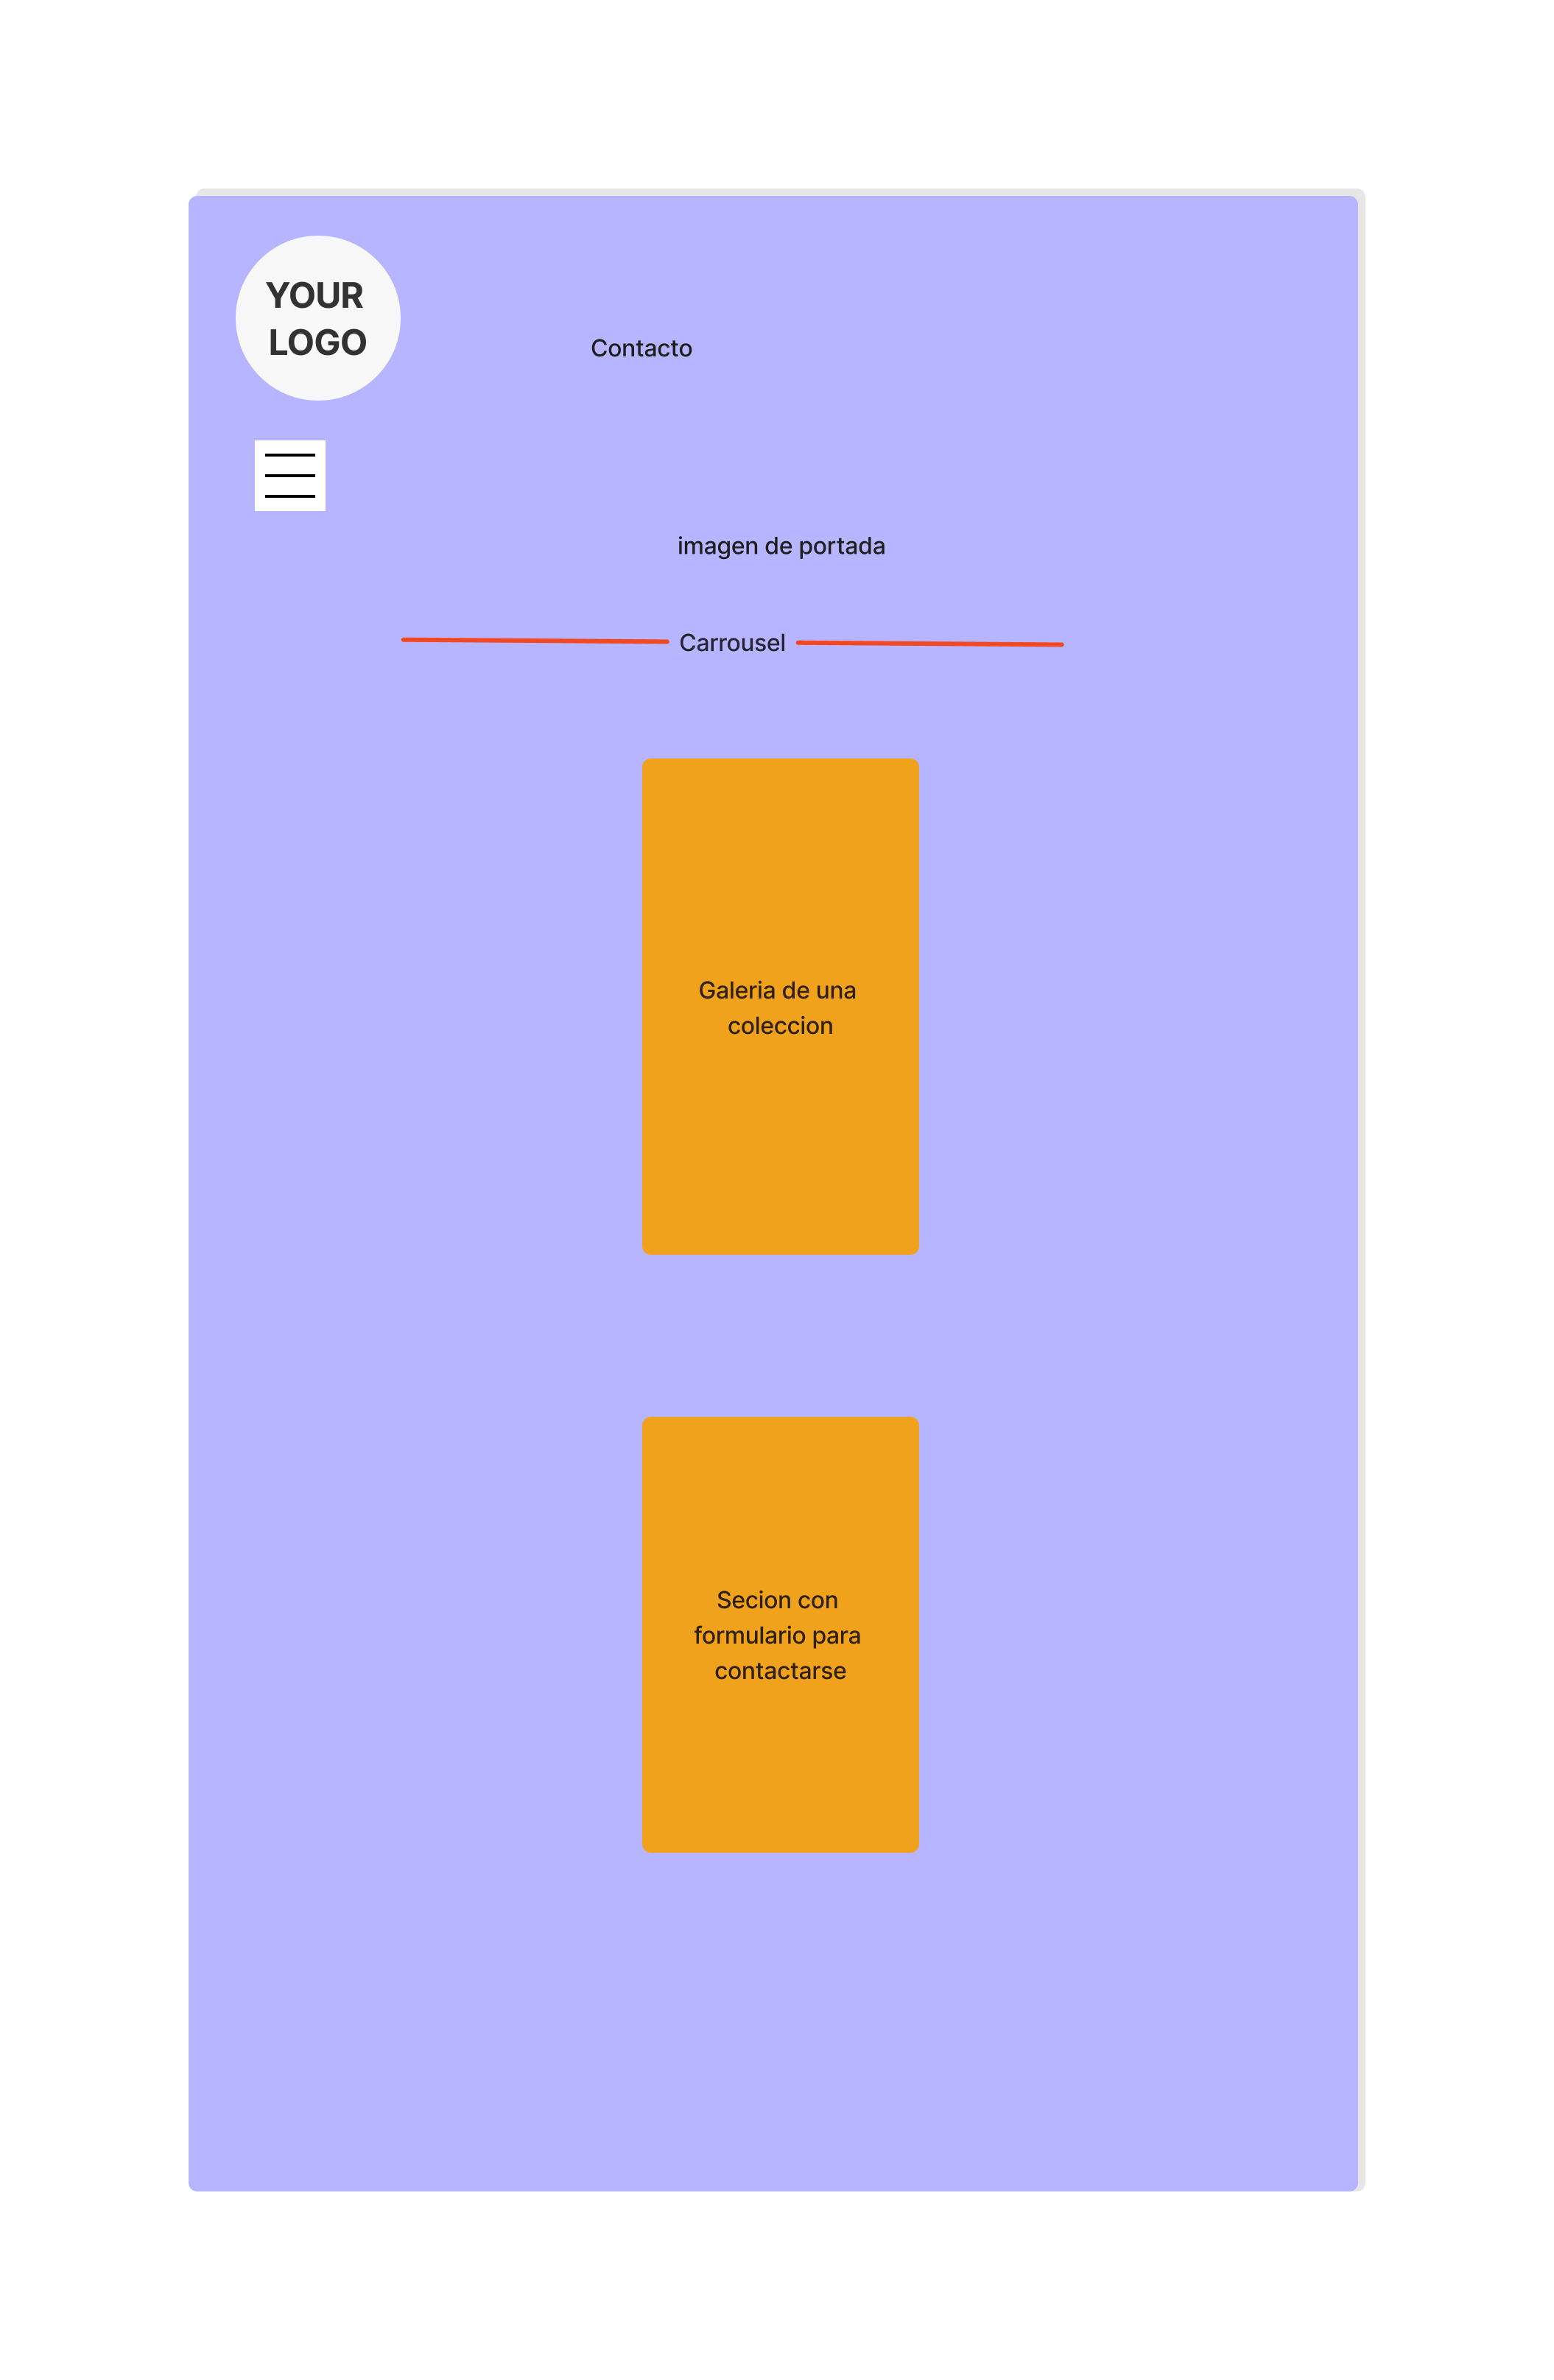 YOUR
LOGO
Contacto
imagen de portada
Carrousel
Galeria de una
coleccion
Secion con
formulario para
contactarse